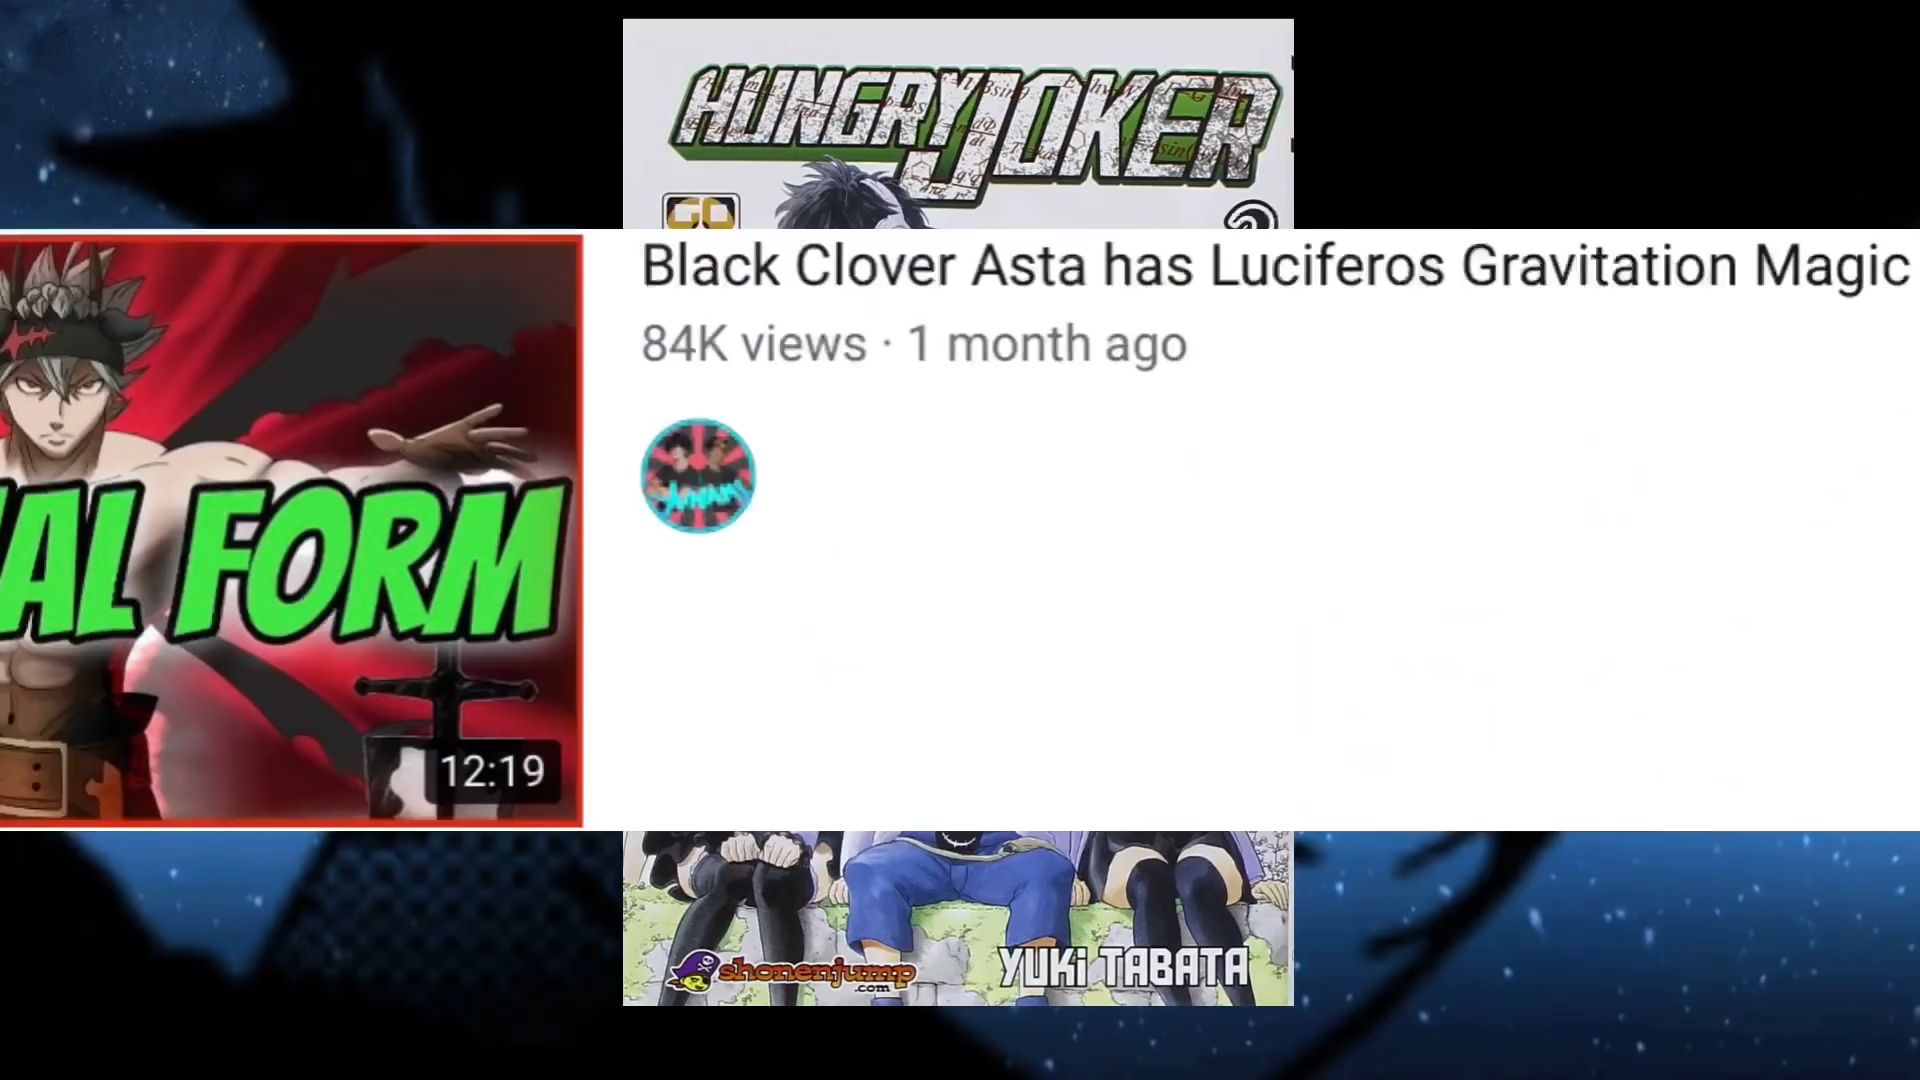 HUNGRY JOKER
Black Clover Asta has Luciferos Gravitation Magic
84K views · 1 month ago
AL FORM
12:19
shonenjump
.com
YUKi TABATA